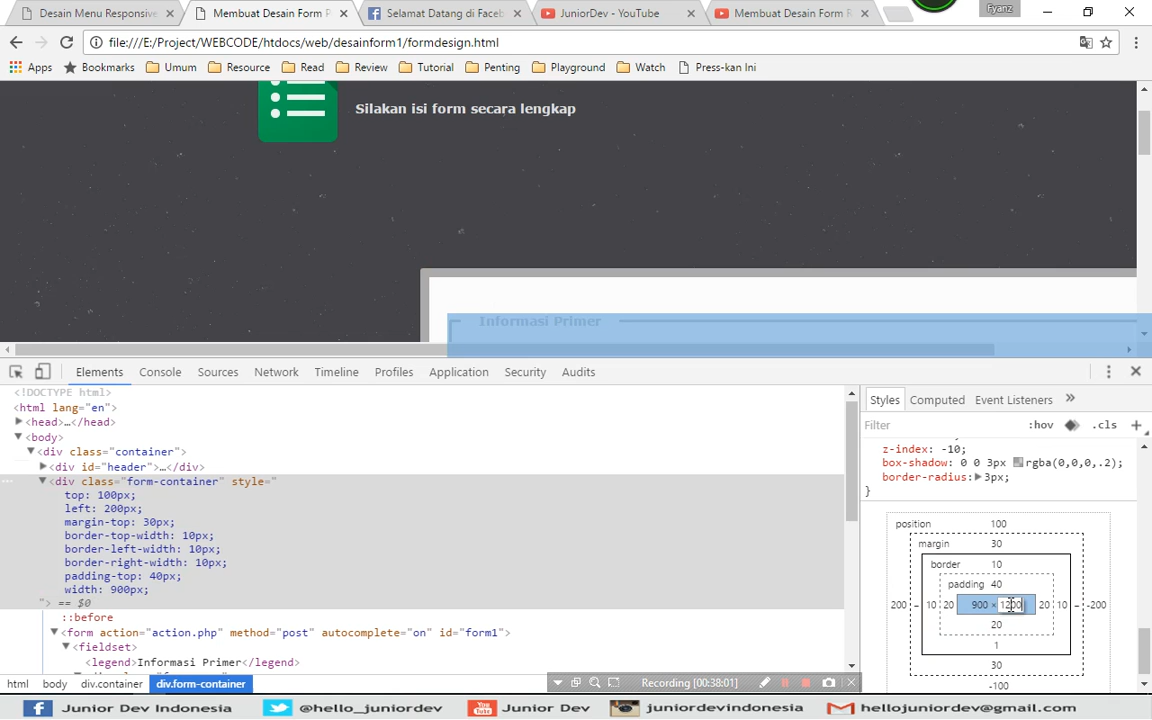 Desain Menu Responsive
Membuat Desain Form
Selamat Datang di Faceb
JuniorDev - YouTube
Membuat Desain Form R
Fyanz
file:///E:/Project/WEBCODE/htdocs/web/desainform1/formdesign.html
Apps Bookmarks Umum Resource Read Review Tutorial Penting Playground Watch Press-kan Ini
Silakan isi form secara lengkap
Informasi Primer
Elements Console Sources Network Timeline Profiles Application Security Audits
<!DOCTYPE html>
<html lang="en">
<head>…</head>
<body>
<div class="container">
<div id="header">…</div>
<div class="form-container" style="
top: 100px;
left: 200px;
margin-top: 30px;
border-top-width: 10px;
border-left-width: 10px;
border-right-width: 10px;
padding-top: 40px;
width: 900px;
"> == $0
::before
<form action="action.php" method="post" autocomplete="on" id="form1">
<fieldset>
<legend>Informasi Primer</legend>
html body div.container div.form-container
Styles Computed Event Listeners »
Filter :hov .cls +
z-index: -10;
box-shadow: 0 0 3px rgba(0,0,0,.2);
border-radius: 3px;
}
position 100
margin 30
border 10
padding 40
200 – 10 20 900 × 1200 20 10 – -200
20
1
30
-100
Recording [00:38:01]
Junior Dev Indonesia @hello_juniordev Junior Dev juniordevindonesia hellojuniordev@gmail.com